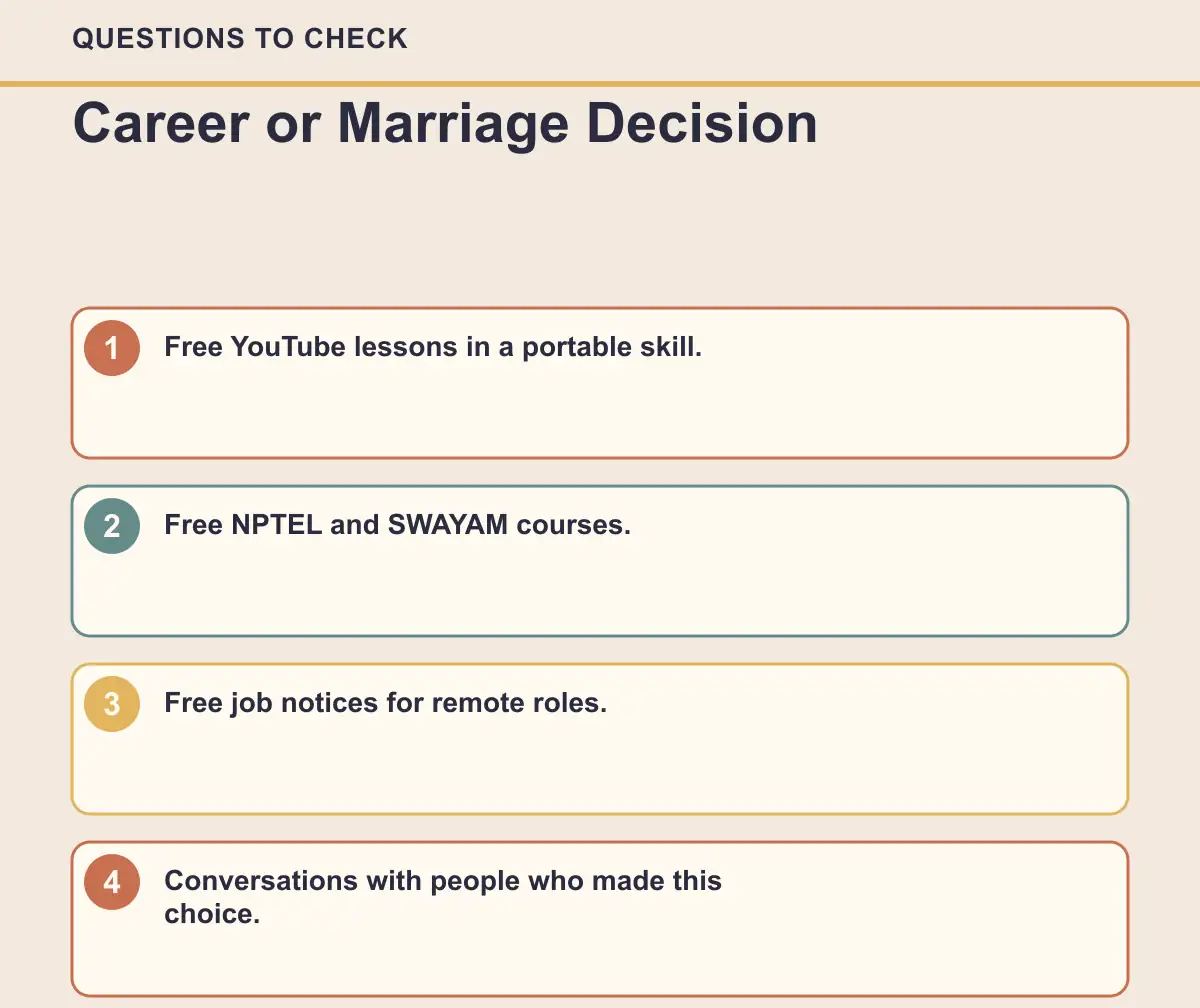 QUESTIONS TO CHECK
Career or Marriage Decision
1
Free YouTube lessons in a portable skill.
2
Free NPTEL and SWAYAM courses.
3
Free job notices for remote roles.
4
Conversations with people who made this
choice.